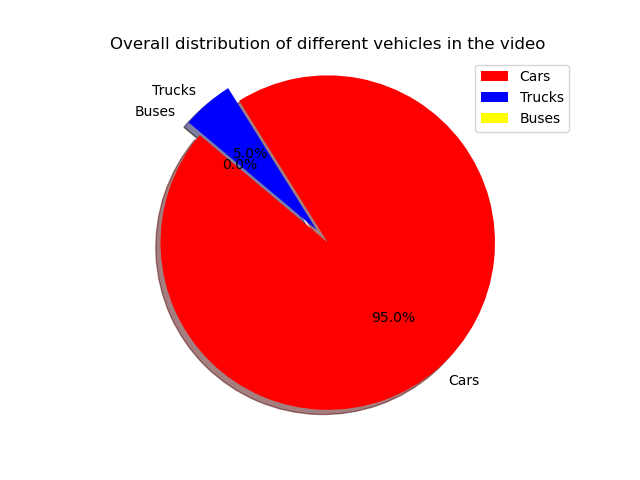 Overall distribution of different vehicles in the video
Cars
Trucks
Buses
Trucks
Buses
5.0%
0.0%
95.0%
Cars